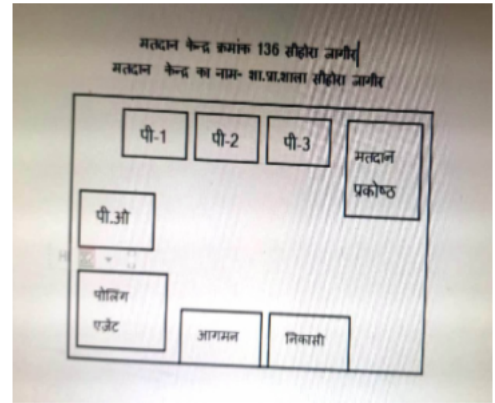 मतदान केन्द्र क्रमांक 136 सौहोरा जागीर
मतदान केन्द्र का नाम- शा.प्रा.शाला सौहोरा जागीर
पी-1 पी-2 पी-3
मतदान
प्रकोष्ठ
पी.ओ
पोलिंग
एजेंट
आगमन निकासी